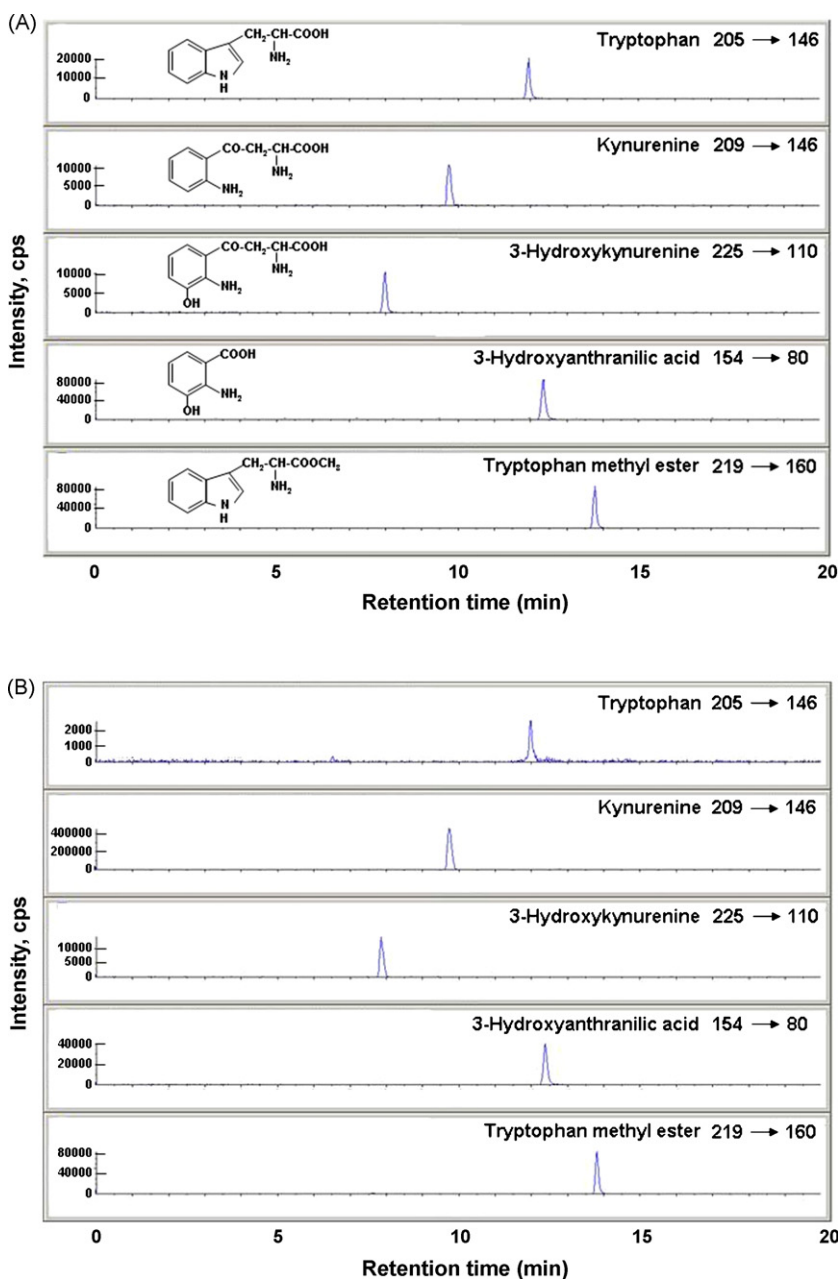 (A)
CH₂-CH-COOH
NH₂
N
H
Tryptophan 205 → 146
20000
10000
0
CO-CH₂-CH-COOH
NH₂
NH₂
Kynurenine 209 → 146
10000
5000
0
CO-CH₂-CH-COOH
NH₂
NH₂
OH
3-Hydroxykynurenine 225 → 110
10000
5000
0
COOH
NH₂
OH
3-Hydroxyanthranilic acid 154 → 80
80000
40000
0
CH₂-CH-COOCH₃
NH₂
N
H
Tryptophan methyl ester 219 → 160
80000
40000
0
Intensity, cps
0 5 10 15 20
Retention time (min)
(B)
Tryptophan 205 → 146
2000
1000
0
Kynurenine 209 → 146
400000
200000
0
3-Hydroxykynurenine 225 → 110
10000
5000
0
3-Hydroxyanthranilic acid 154 → 80
40000
20000
0
Tryptophan methyl ester 219 → 160
80000
40000
0
Intensity, cps
0 5 10 15 20
Retention time (min)